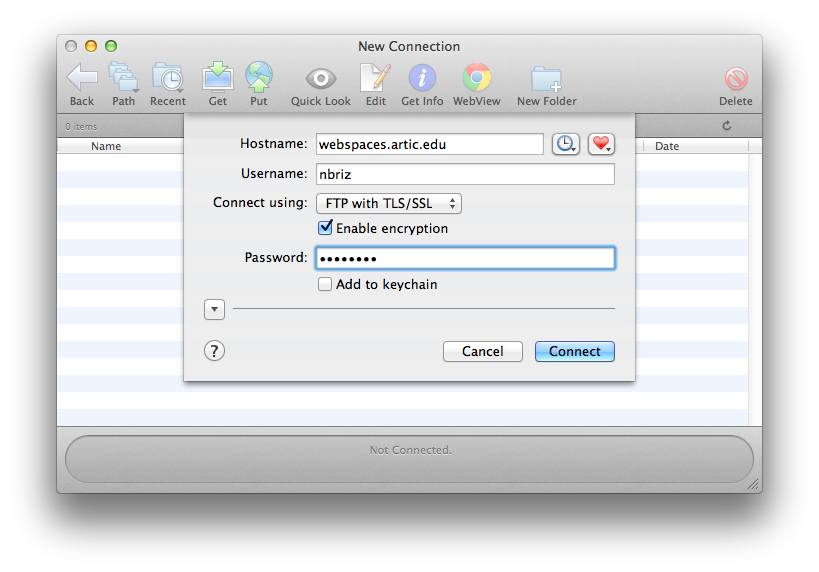 New Connection
Back Path Recent Get Put Quick Look Edit Get Info WebView New Folder Delete
0 items
Name Date
Hostname: webspaces.artic.edu
Username: nbriz
Connect using: FTP with TLS/SSL
Enable encryption
Password: ••••••••
Add to keychain
? Cancel Connect
Not Connected.